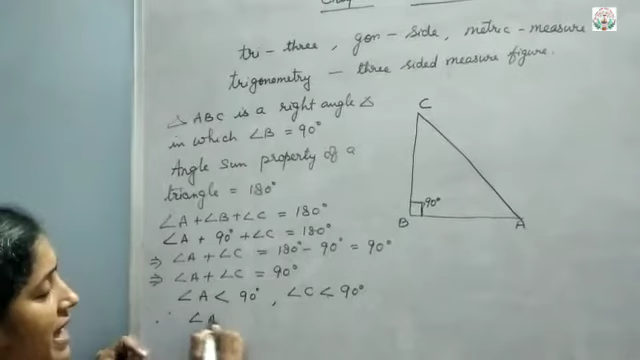 tri - three , gon - side, metric - measure
trigonometry — three sided measure figure.
△ ABC is a right angle △
in which ∠B = 90°
Angle sum property of a
triangle = 180°
∠A + ∠B + ∠C = 180°
∠A + 90° + ∠C = 180°
⇒ ∠A + ∠C = 180° - 90° = 90°
⇒ ∠A + ∠C = 90°
∠A < 90° , ∠C < 90°
∴ ∠A
C
90°
B
A